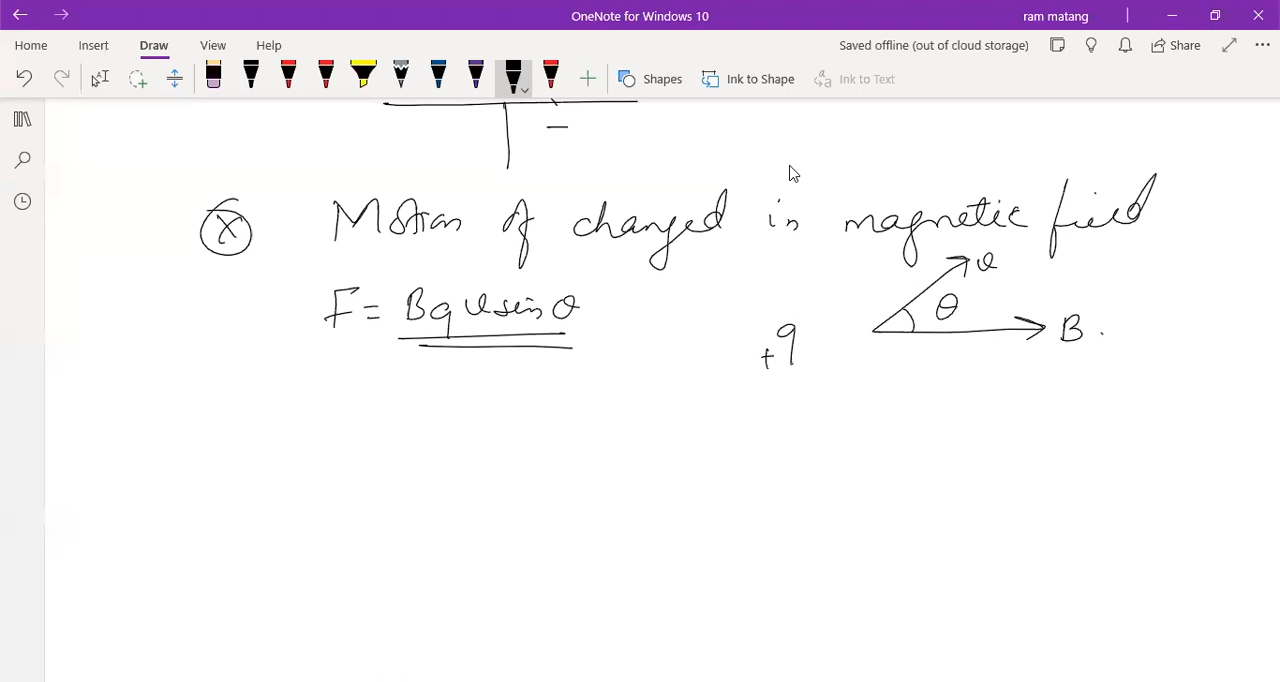 OneNote for Windows 10
ram matang
Home Insert Draw View Help
Saved offline (out of cloud storage)
Share
Shapes
Ink to Shape
Ink to Text
Motion of changed in magnetic field
F = Bqv sin θ
+q
v
θ
B